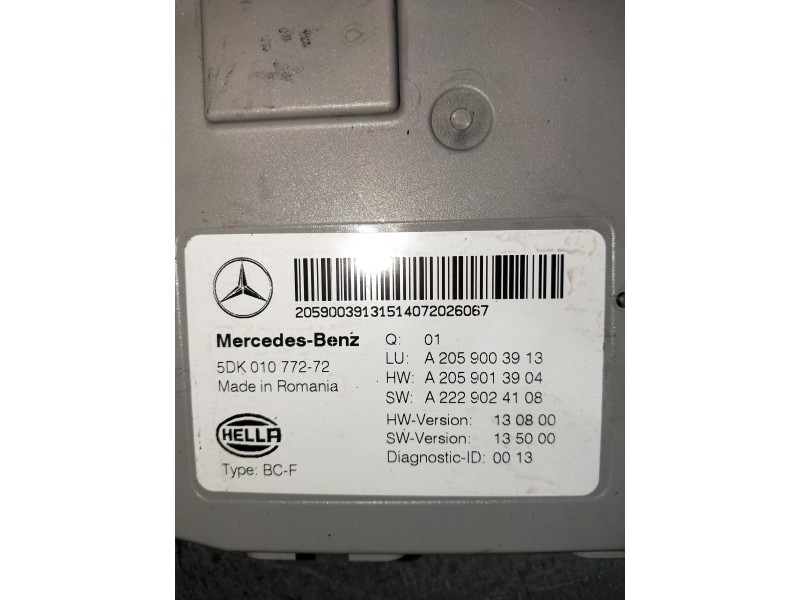 20590039131514072026067
Mercedes-Benz
5DK 010 772-72
Made in Romania
HELLA
Type: BC-F
Q: 01
LU: A 205 900 39 13
HW: A 205 901 39 04
SW: A 222 902 41 08
HW-Version: 13 08 00
SW-Version: 13 50 00
Diagnostic-ID: 00 13